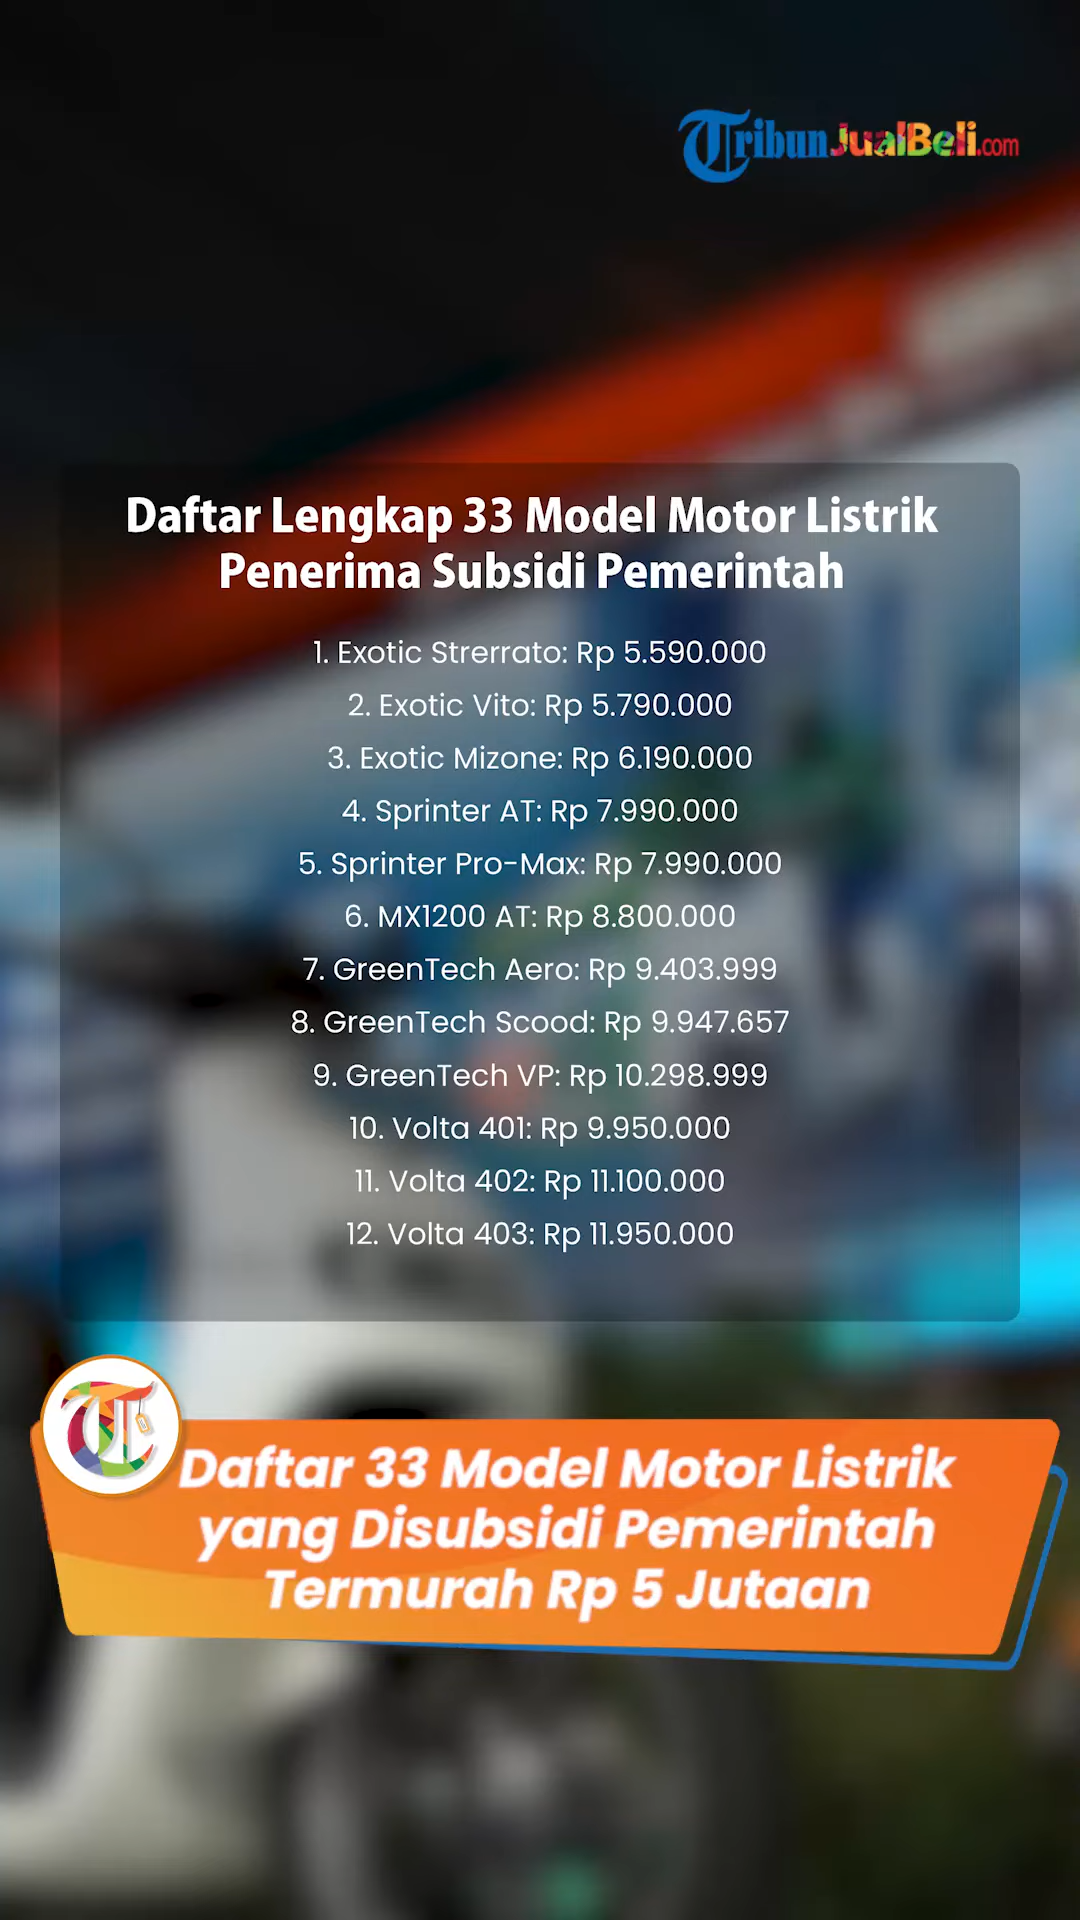 TribunJualBeli.com
Daftar Lengkap 33 Model Motor Listrik
Penerima Subsidi Pemerintah
1. Exotic Strerrato: Rp 5.590.000
2. Exotic Vito: Rp 5.790.000
3. Exotic Mizone: Rp 6.190.000
4. Sprinter AT: Rp 7.990.000
5. Sprinter Pro-Max: Rp 7.990.000
6. MX1200 AT: Rp 8.800.000
7. GreenTech Aero: Rp 9.403.999
8. GreenTech Scood: Rp 9.947.657
9. GreenTech VP: Rp 10.298.999
10. Volta 401: Rp 9.950.000
11. Volta 402: Rp 11.100.000
12. Volta 403: Rp 11.950.000
Daftar 33 Model Motor Listrik
yang Disubsidi Pemerintah
Termurah Rp 5 Jutaan